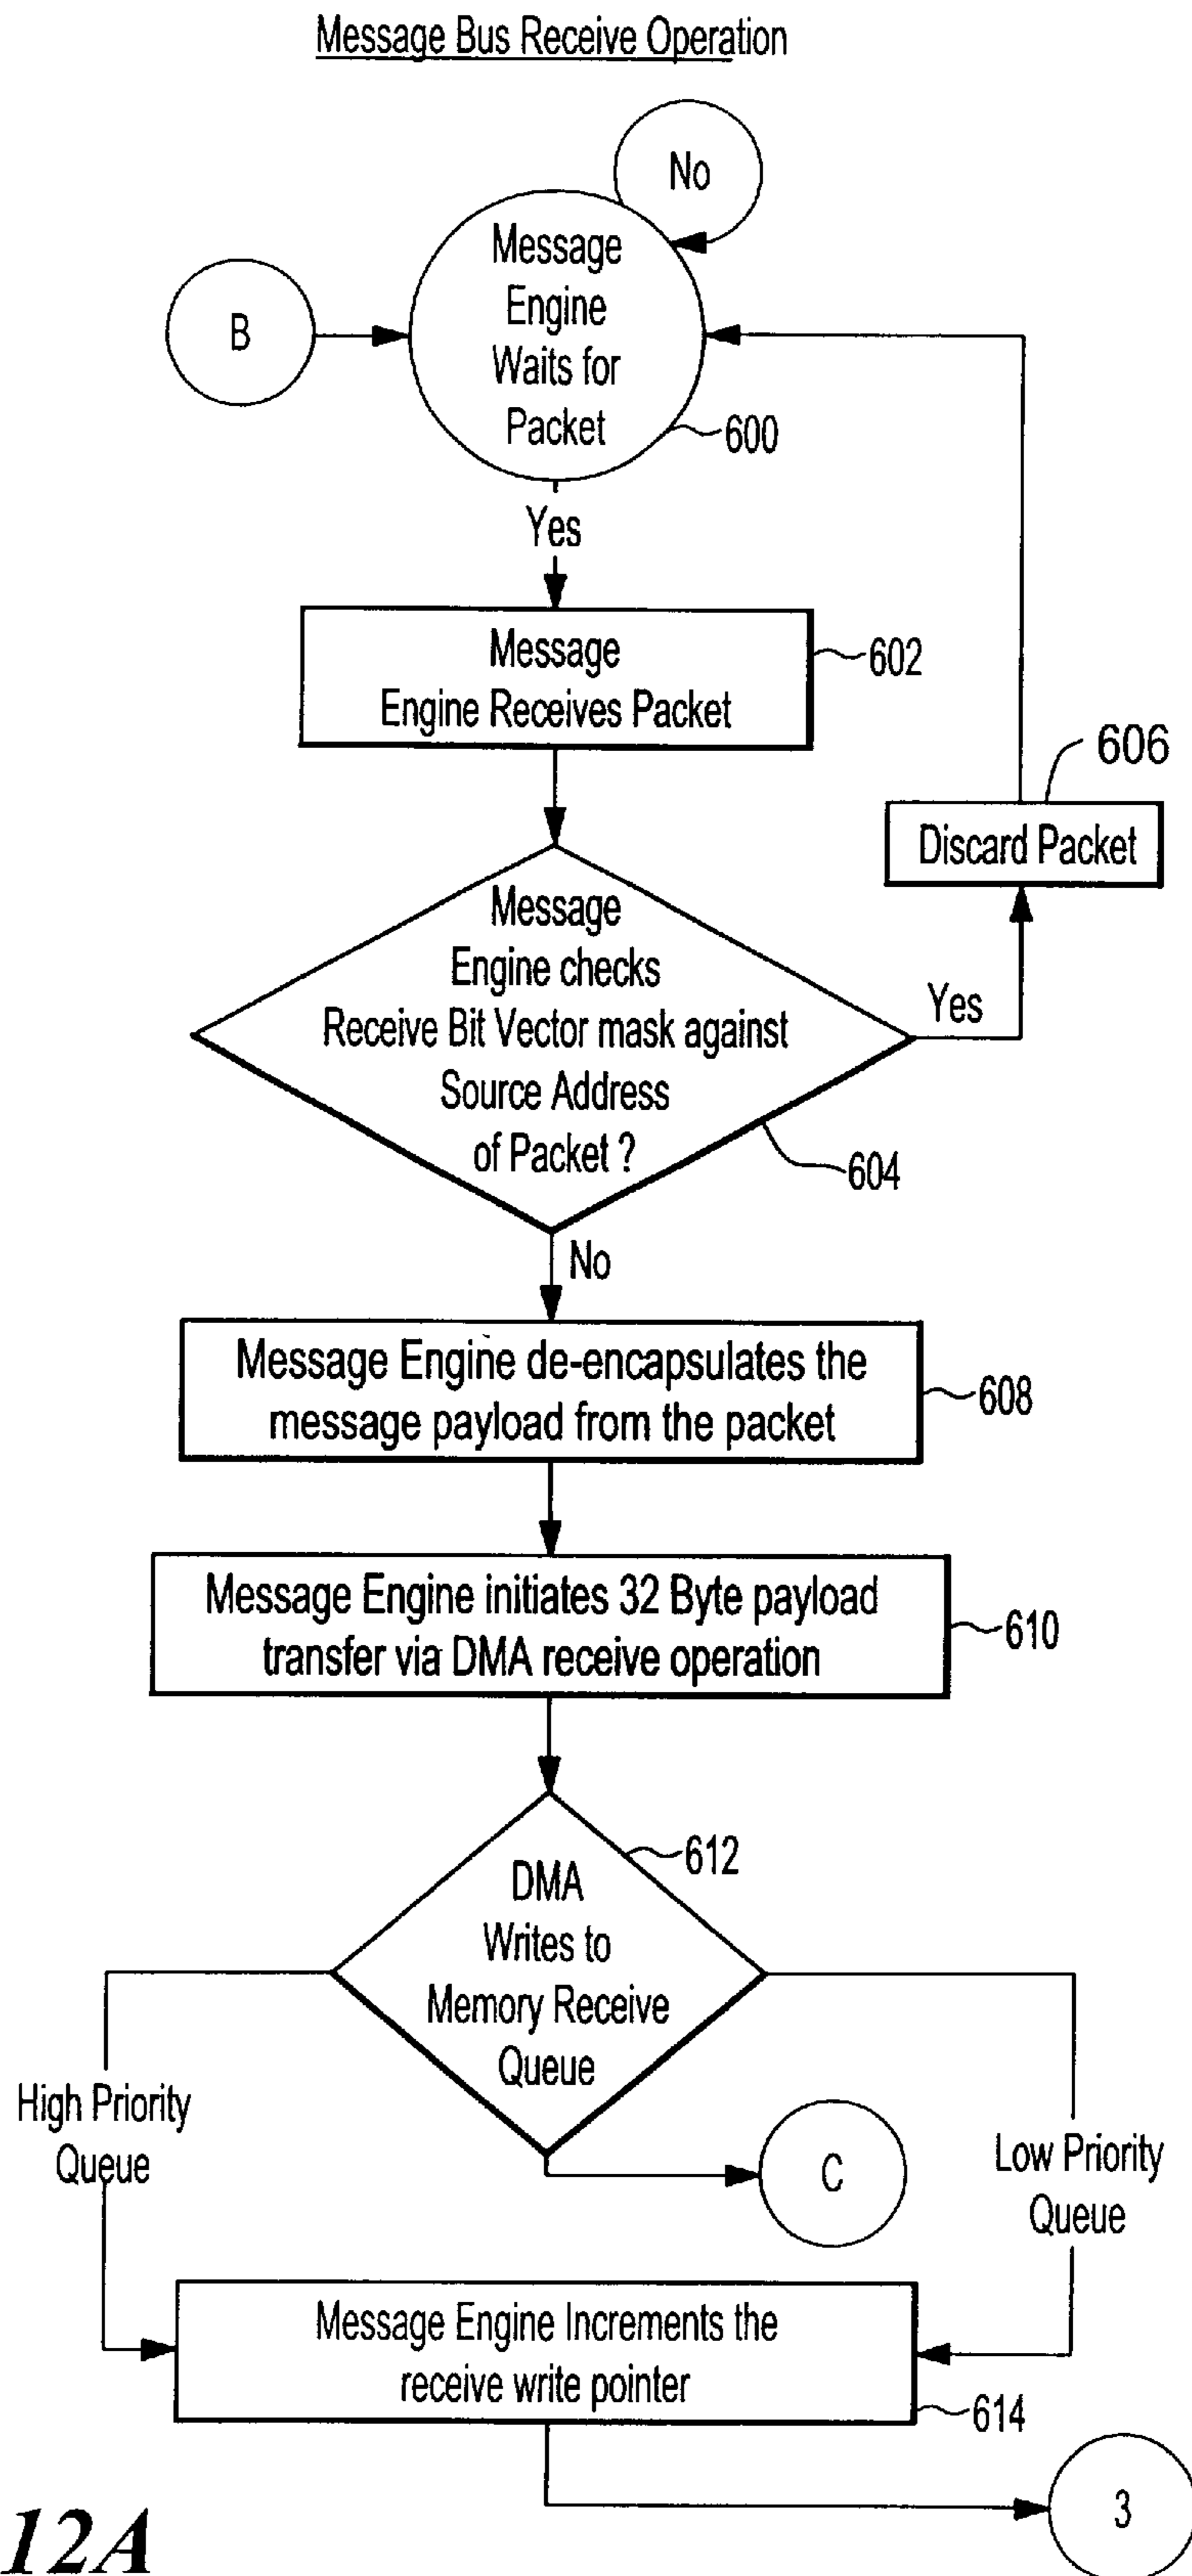 Message Bus Receive Operation
No
Message
Engine
Waits for
Packet
B
600
Yes
Message
Engine Receives Packet
602
606
Discard Packet
Message
Engine checks
Receive Bit Vector mask against
Source Address
of Packet ?
Yes
604
No
Message Engine de-encapsulates the
message payload from the packet
608
Message Engine initiates 32 Byte payload
transfer via DMA receive operation
610
612
DMA
Writes to
Memory Receive
Queue
High Priority
Queue
C
Low Priority
Queue
Message Engine Increments the
receive write pointer
614
3
12A